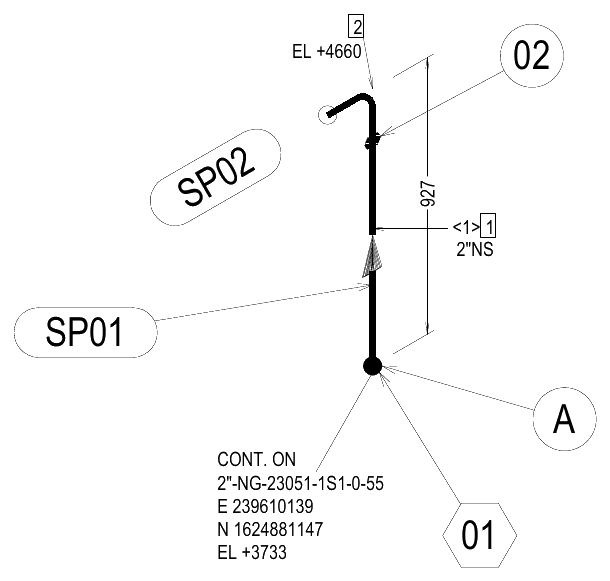 2
EL +4660
02
SP02
927
<1> 1
2"NS
SP01
A
CONT. ON
2"-NG-23051-1S1-0-55
E 239610139
N 1624881147
EL +3733
01